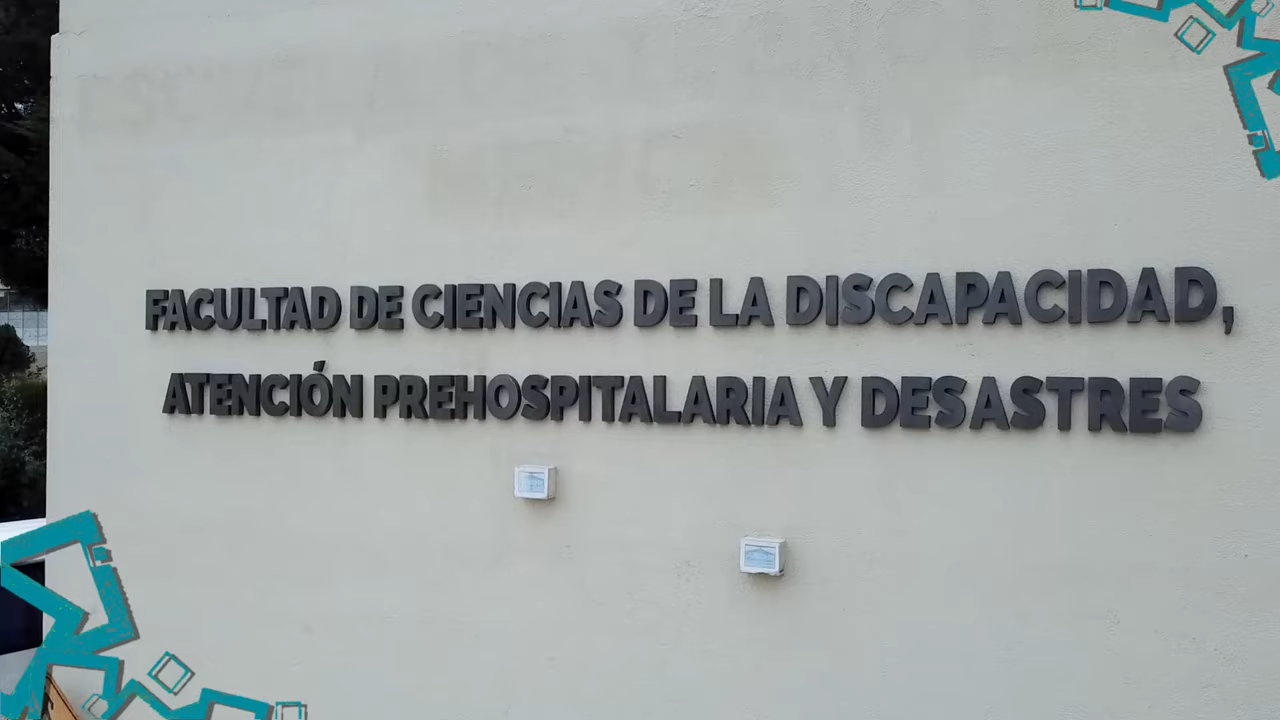 FACULTAD DE CIENCIAS DE LA DISCAPACIDAD,
ATENCIÓN PREHOSPITALARIA Y DESASTRES